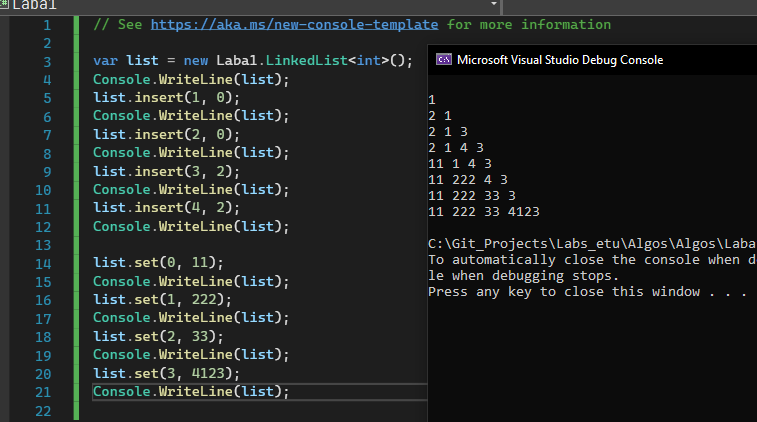 Laba1
1 // See https://aka.ms/new-console-template for more information
2
3 var list = new Laba1.LinkedList<int>();
4 Console.WriteLine(list);
5 list.insert(1, 0);
6 Console.WriteLine(list);
7 list.insert(2, 0);
8 Console.WriteLine(list);
9 list.insert(3, 2);
10 Console.WriteLine(list);
11 list.insert(4, 2);
12 Console.WriteLine(list);
13
14 list.set(0, 11);
15 Console.WriteLine(list);
16 list.set(1, 222);
17 Console.WriteLine(list);
18 list.set(2, 33);
19 Console.WriteLine(list);
20 list.set(3, 4123);
21 Console.WriteLine(list);
22
Microsoft Visual Studio Debug Console
1
2 1
2 1 3
2 1 4 3
11 1 4 3
11 222 4 3
11 222 33 3
11 222 33 4123
C:\Git_Projects\Labs_etu\Algos\Algos\Laba
To automatically close the console when de
le when debugging stops.
Press any key to close this window . . .